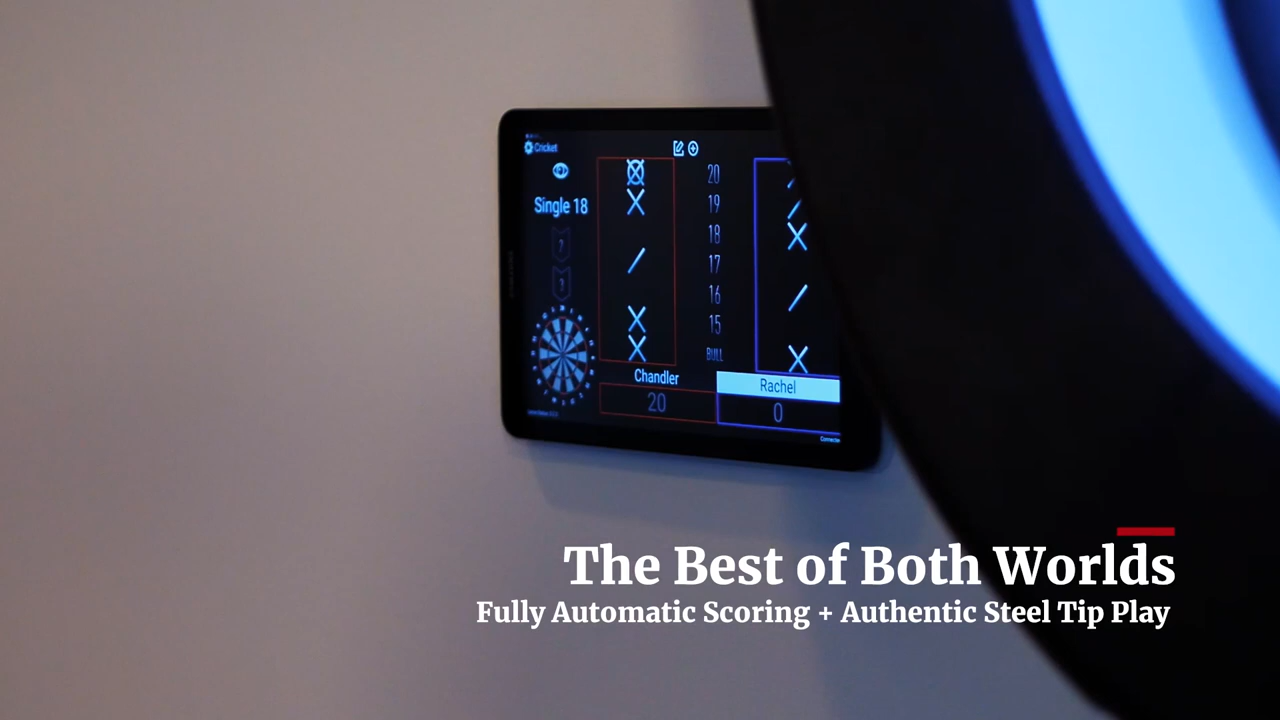 Cricket
Single 18
?
?
20
19
18
17
16
15
BULL
Chandler
Rachel
20
0
The Best of Both Worlds
Fully Automatic Scoring + Authentic Steel Tip Play